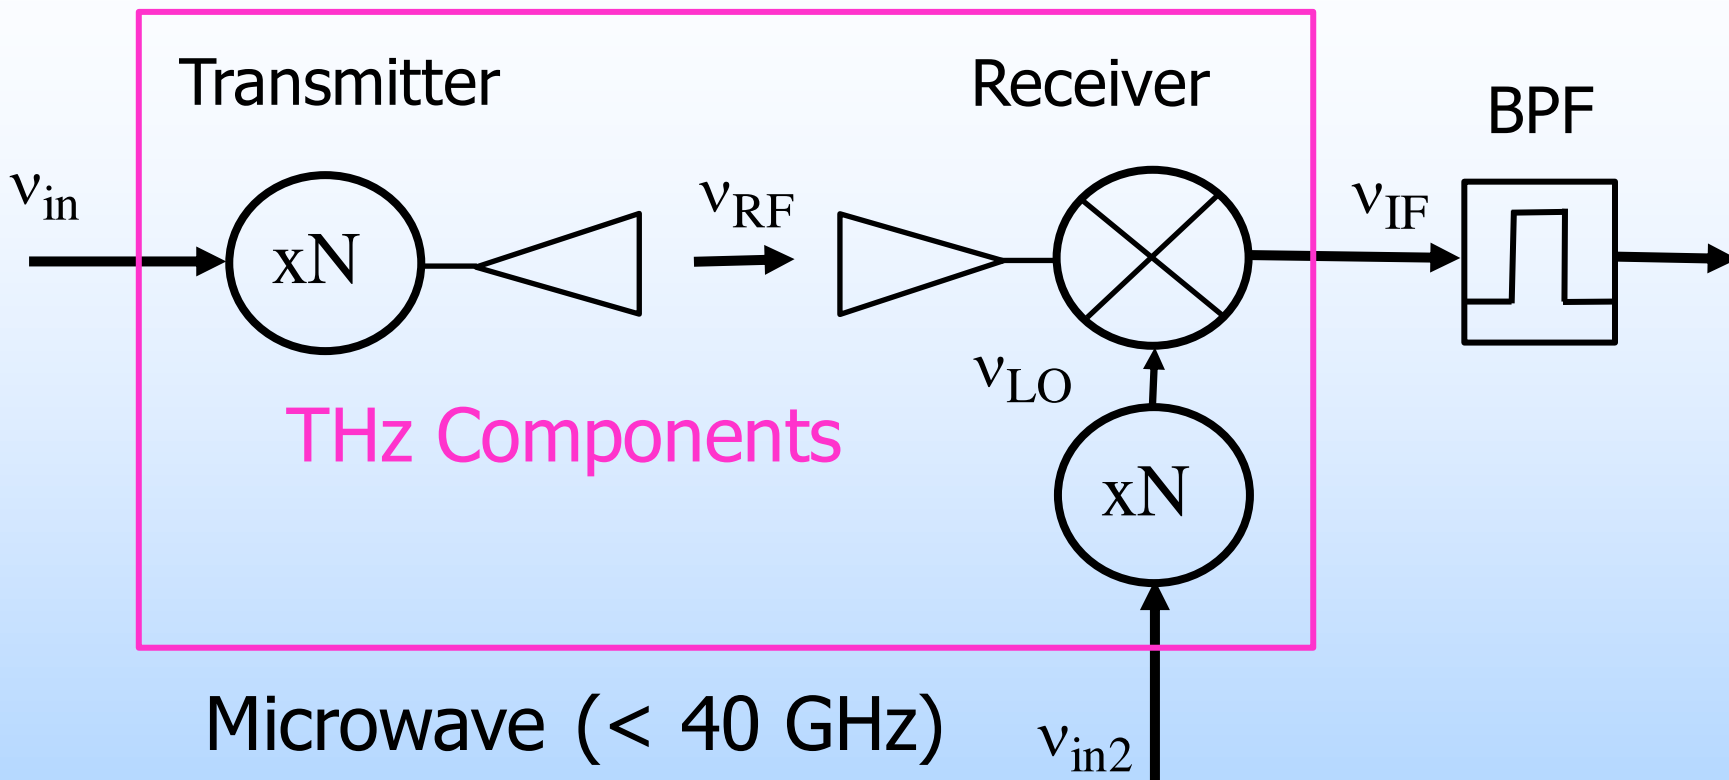 Transmitter
Receiver
BPF
νin
νRF
νIF
xN
νLO
THz Components
xN
Microwave (< 40 GHz)
νin2